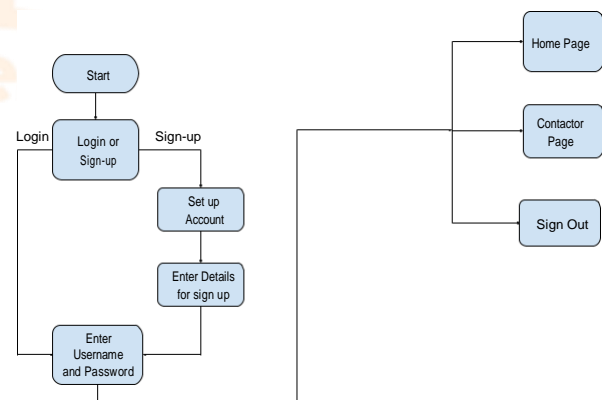 Start
Login
Login or
Sign-up
Sign-up
Set up
Account
Enter Details
for sign up
Enter
Username
and Password
Home Page
Contactor
Page
Sign Out